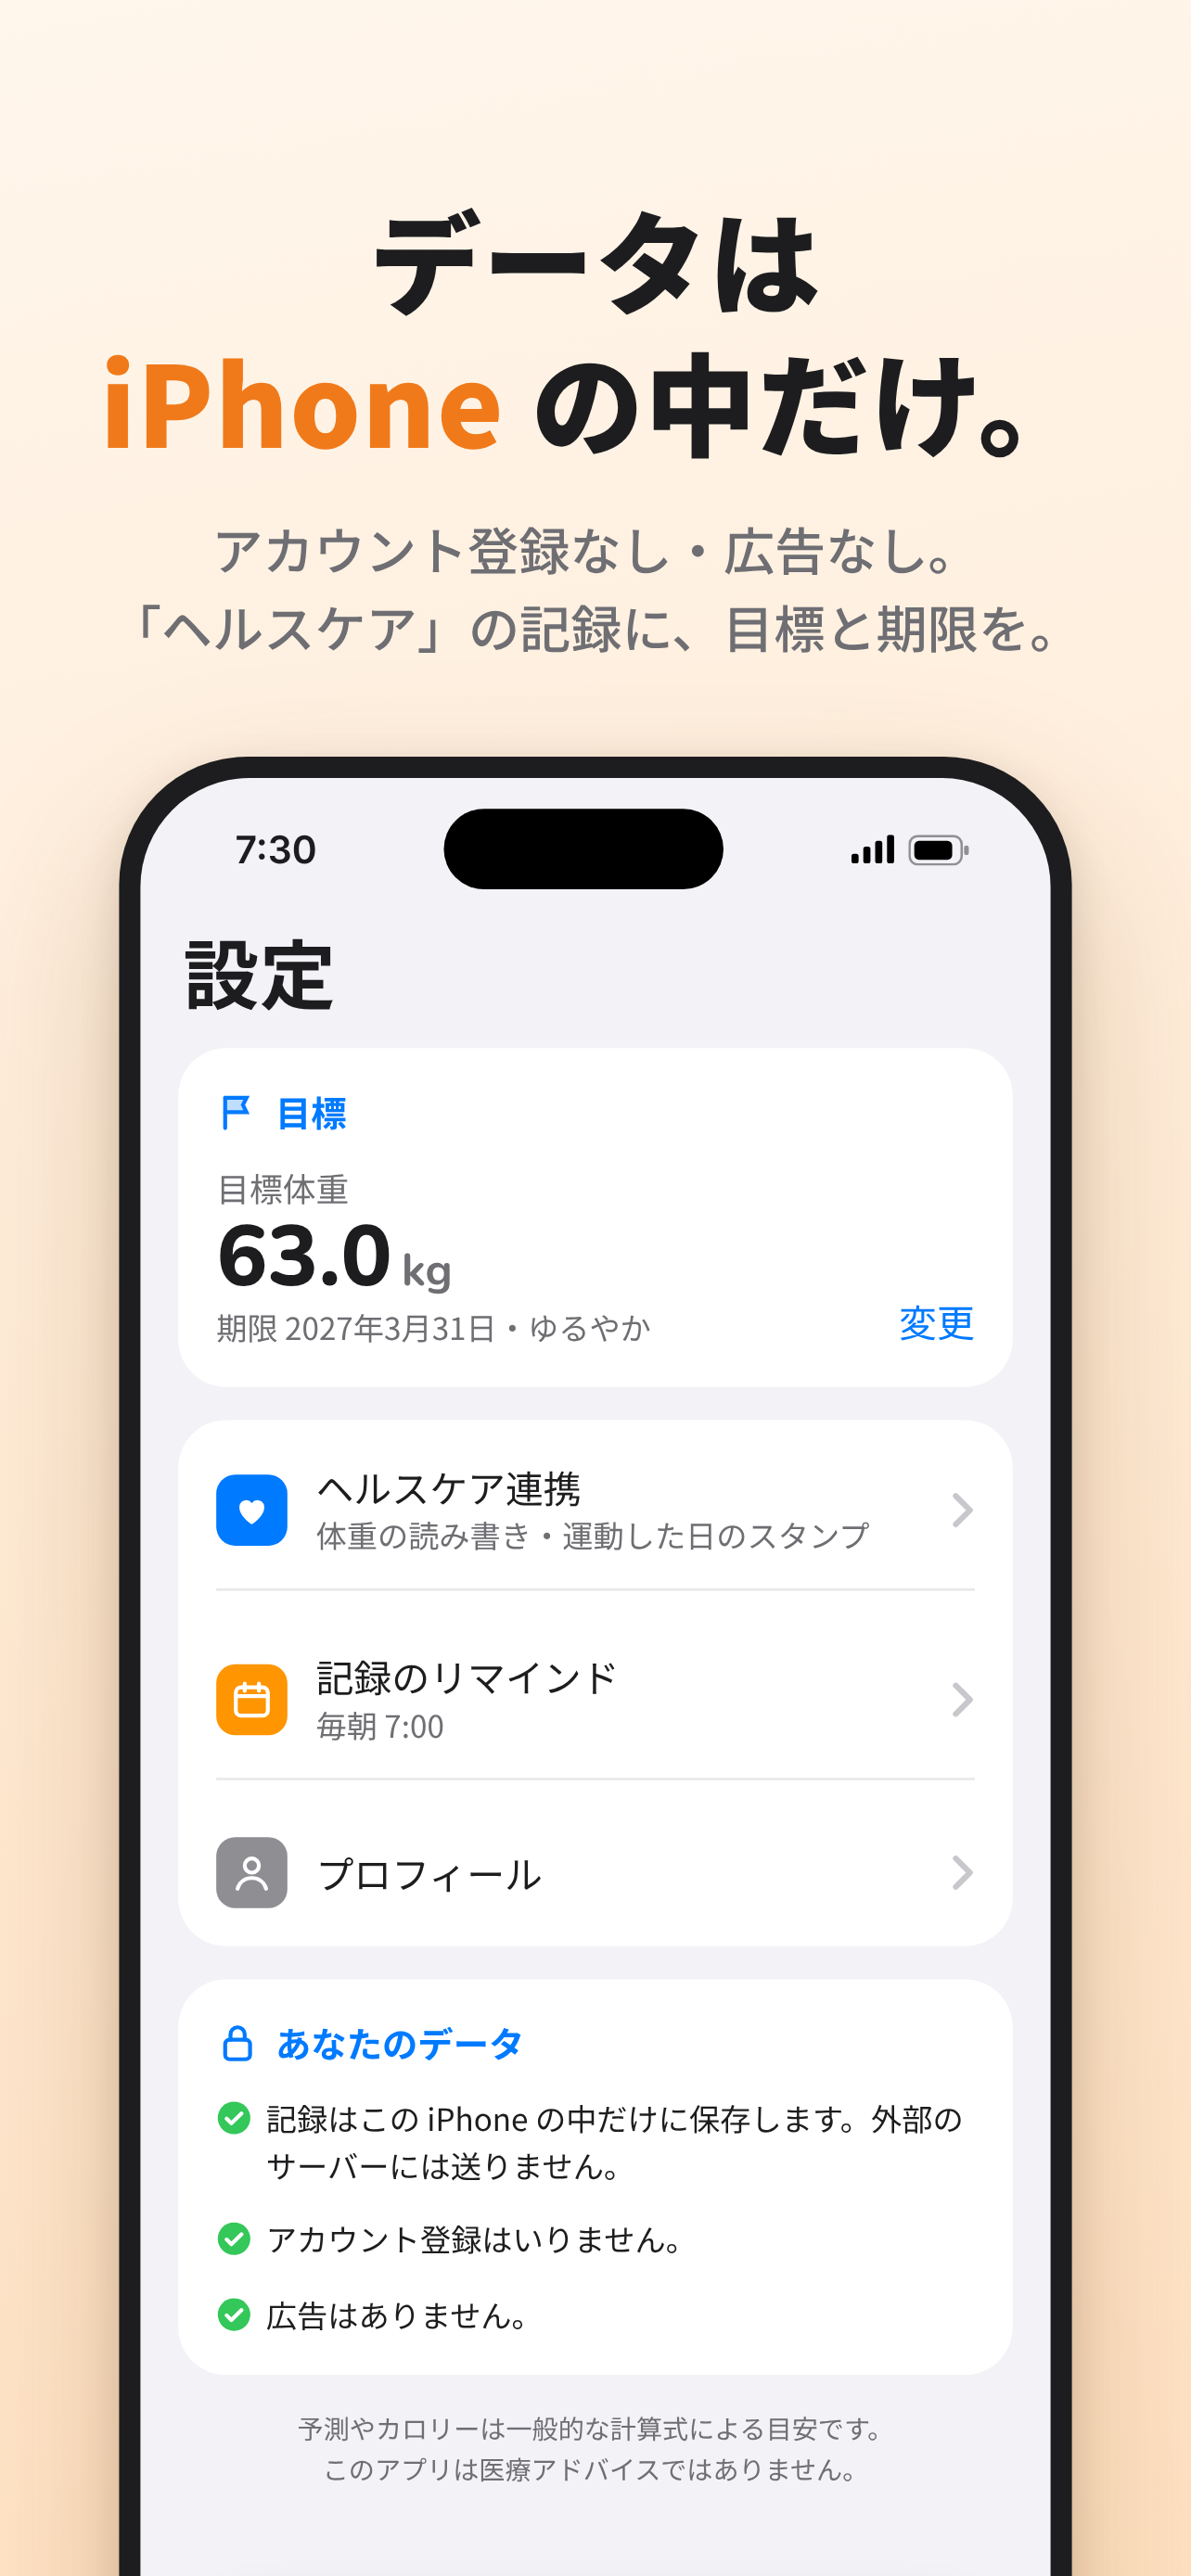 データは
iPhone の中だけ。
アカウント登録なし・広告なし。
「ヘルスケア」の記録に、目標と期限を。
7:30
設定
目標
目標体重
63.0 kg
期限 2027年3月31日・ゆるやか
変更
ヘルスケア連携
体重の読み書き・運動した日のスタンプ
記録のリマインド
毎朝 7:00
プロフィール
あなたのデータ
記録はこの iPhone の中だけに保存します。外部の
サーバーには送りません。
アカウント登録はいりません。
広告はありません。
予測やカロリーは一般的な計算式による目安です。
このアプリは医療アドバイスではありません。